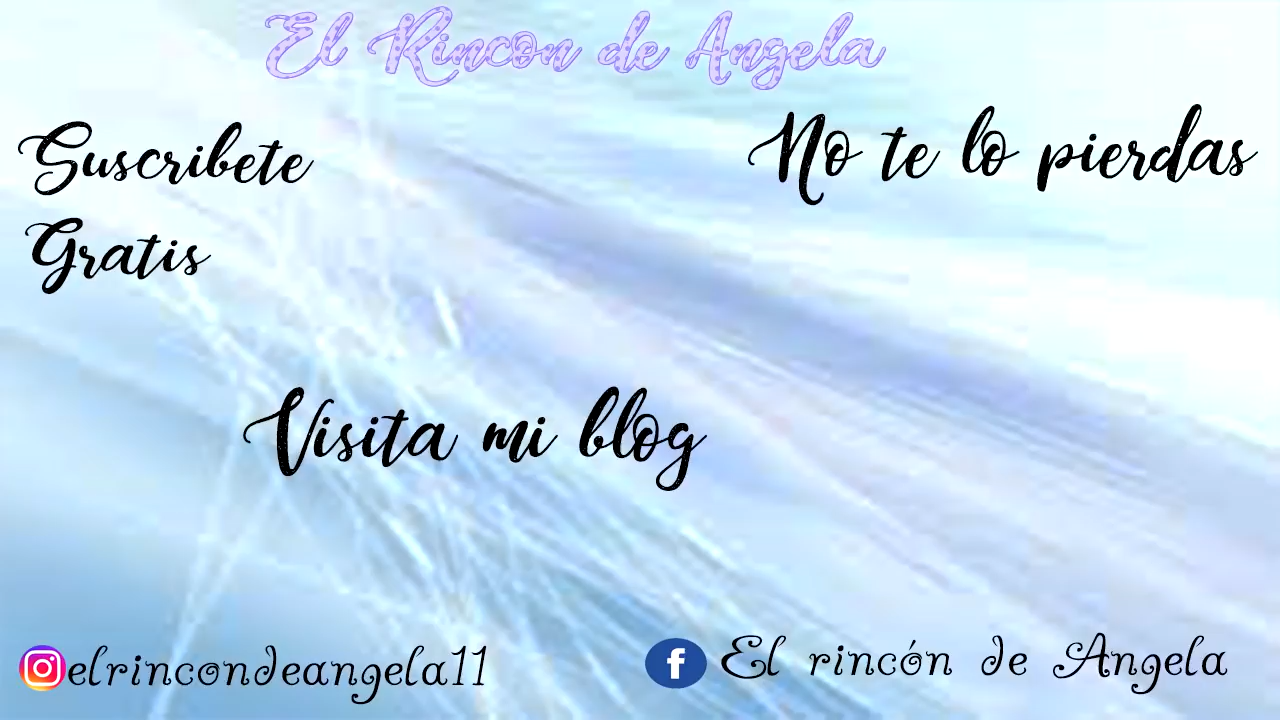 El Rincon de Angela
Suscribete
Gratis
No te lo pierdas
Visita mi blog
elrincondeangela11
El rincón de Angela